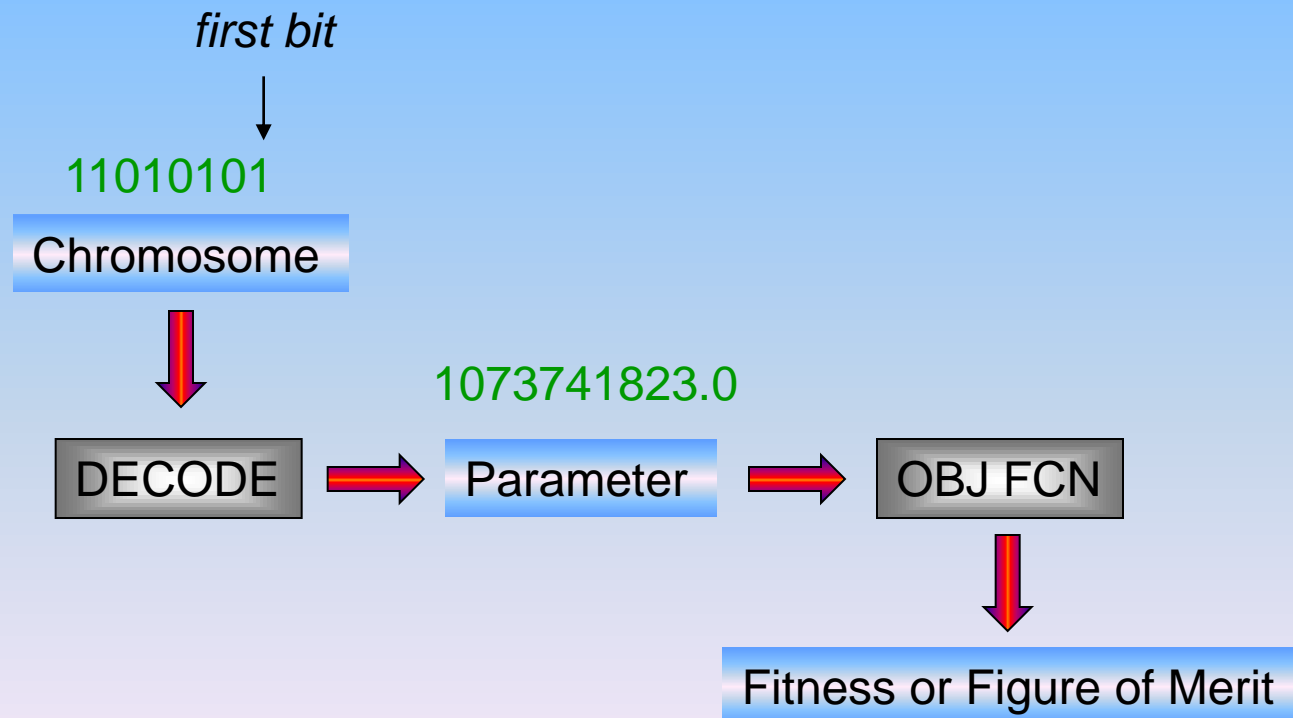 first bit
11010101
Chromosome
1073741823.0
DECODE
Parameter
OBJ FCN
Fitness or Figure of Merit